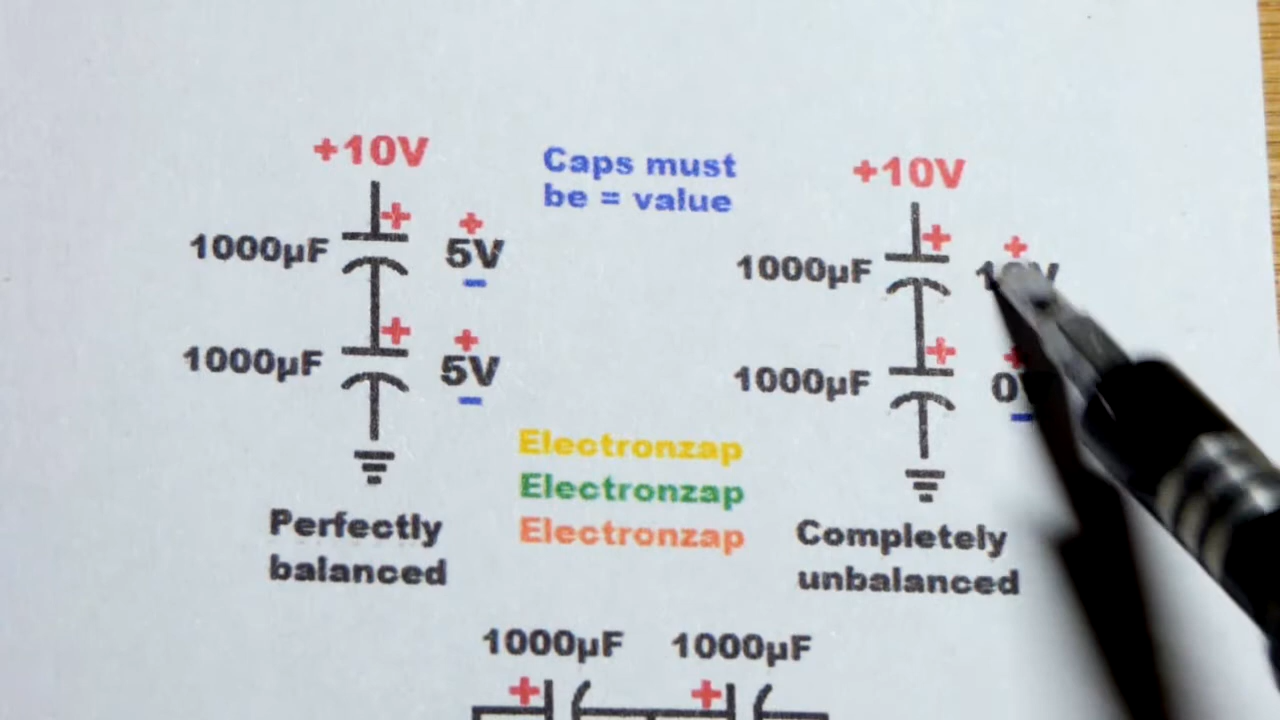 +10V
Caps must
be = value
+10V
+
1000µF
+
5V
-
+
1000µF
+
5V
-
+
1000µF
+
+
1000µF
-
Electronzap
Electronzap
Electronzap
Perfectly
balanced
Completely
unbalanced
1000µF 1000µF
+ +